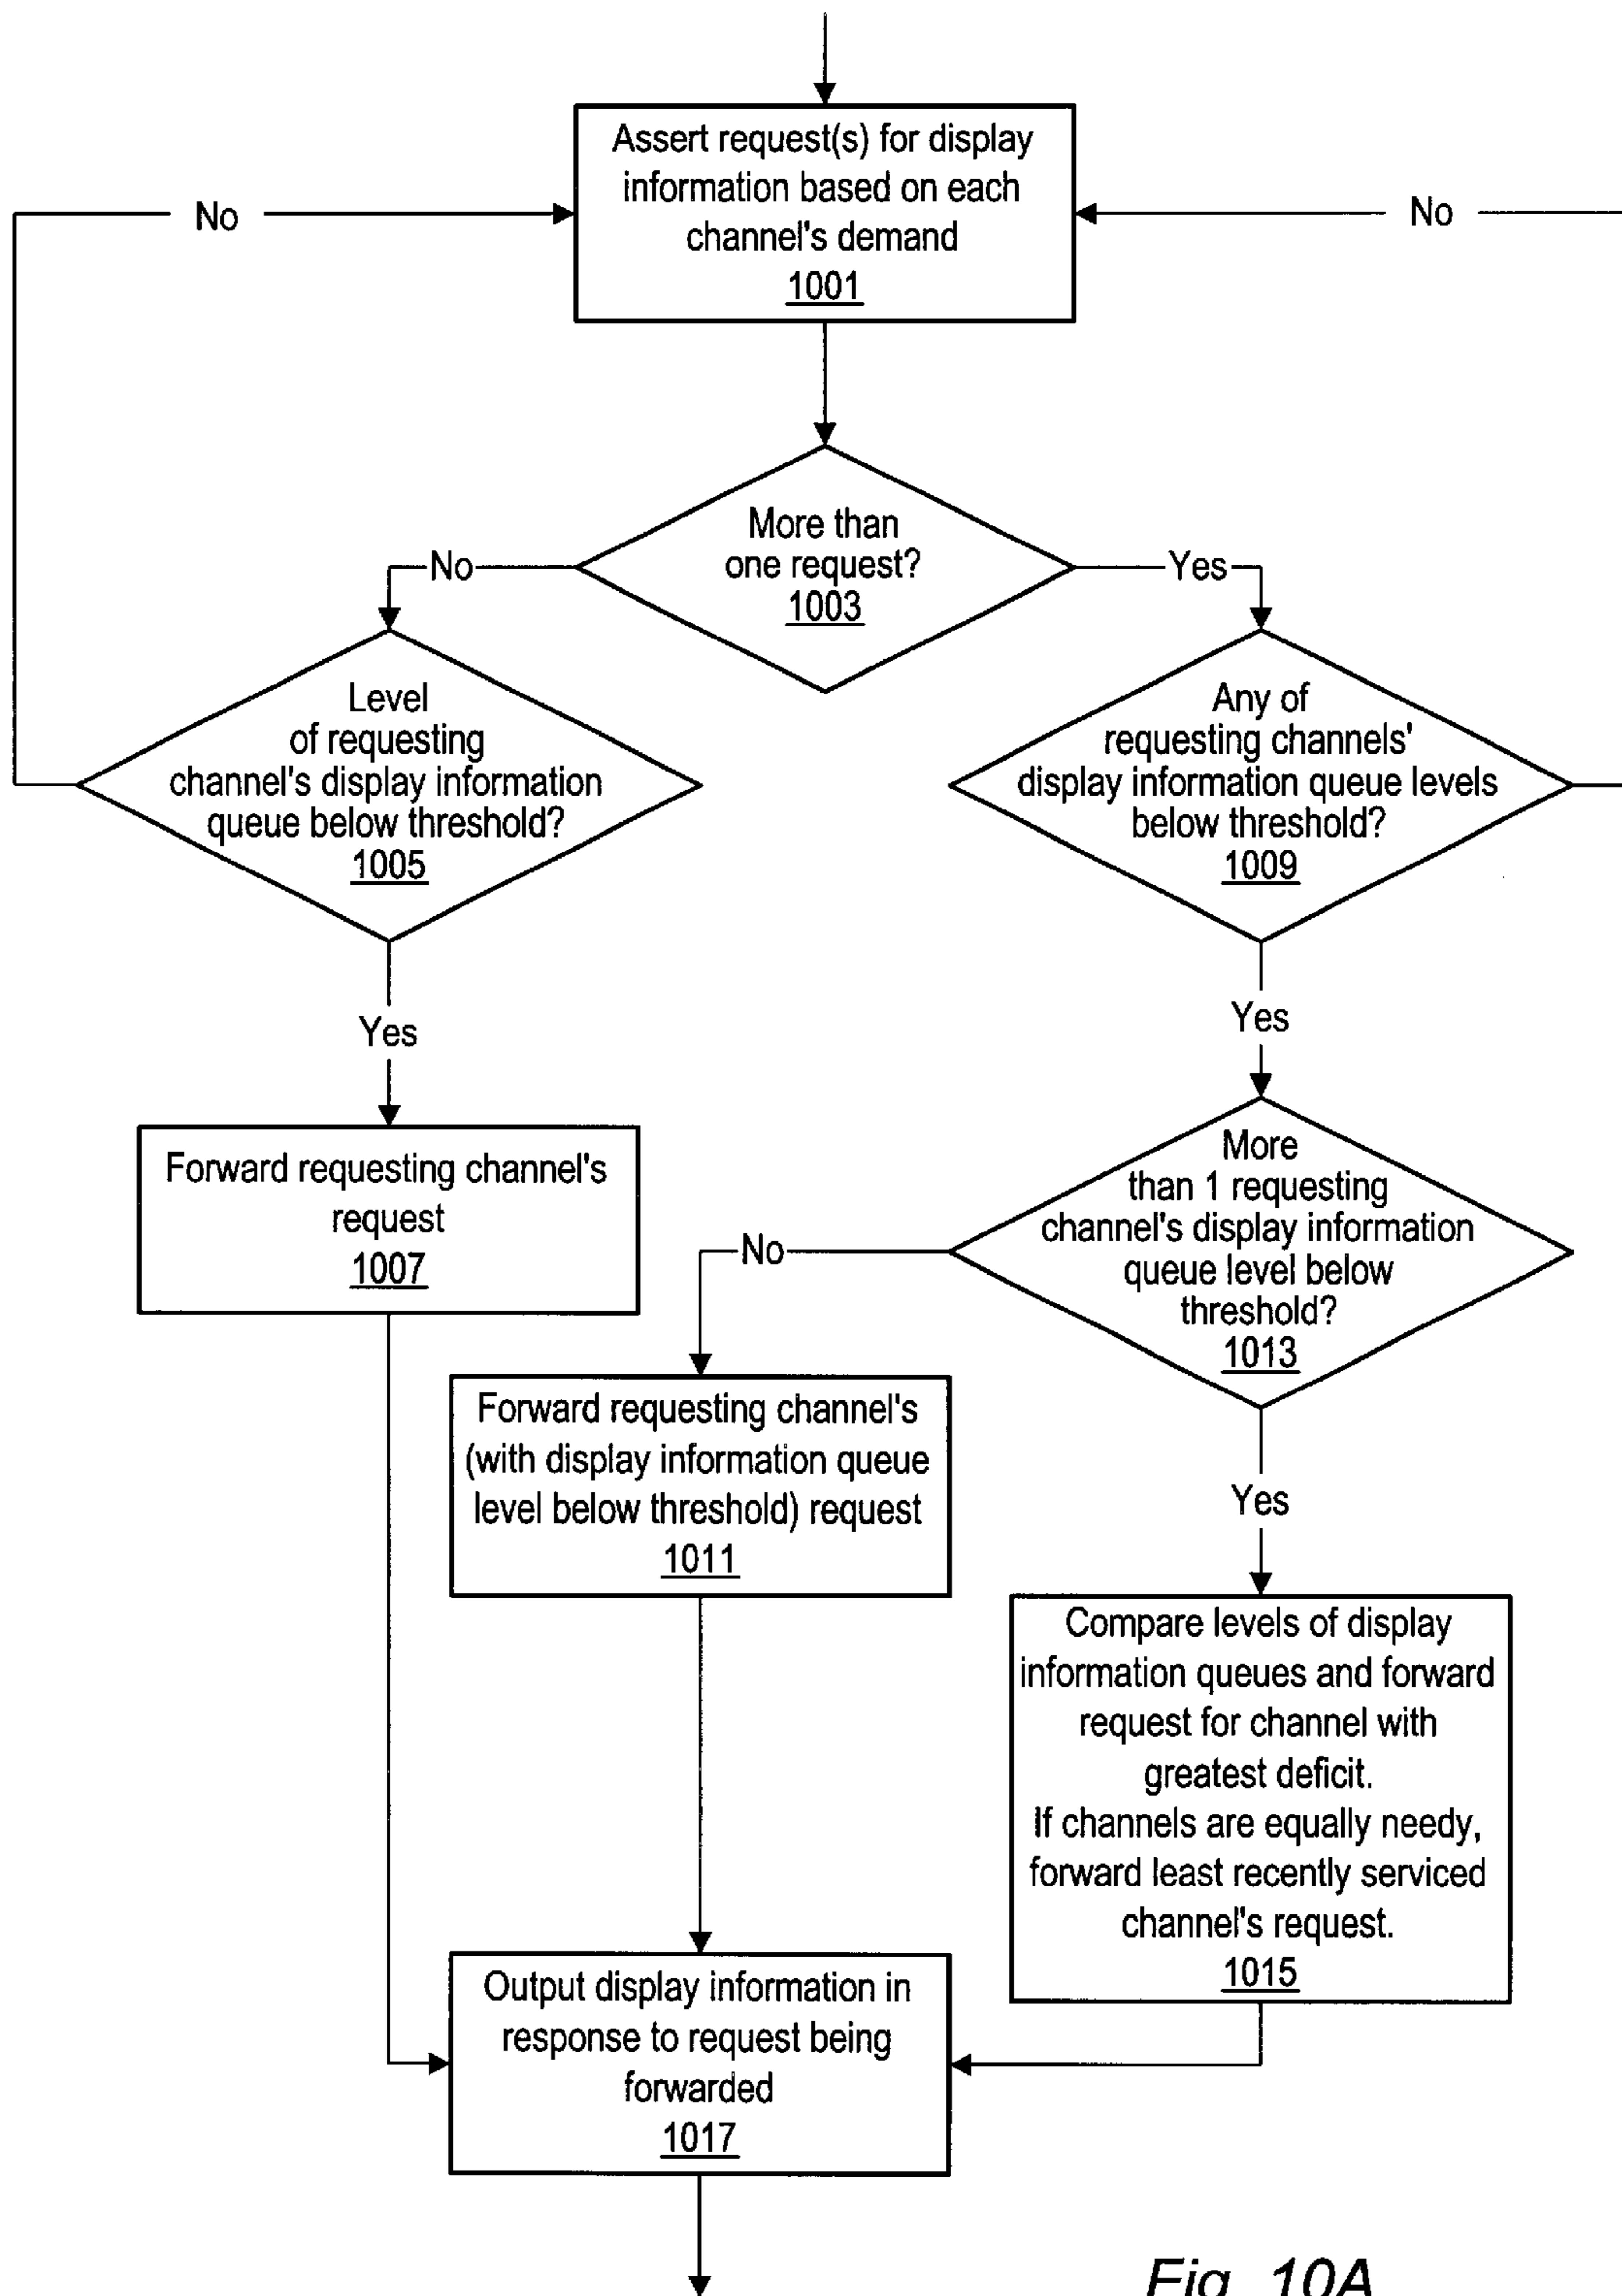 Assert request(s) for display
information based on each
channel's demand
1001
No
No
More than
one request?
1003
No
Yes
Level
of requesting
channel's display information
queue below threshold?
1005
Any of
requesting channels'
display information queue levels
below threshold?
1009
Yes
Yes
Forward requesting channel's
request
1007
More
than 1 requesting
channel's display information
queue level below
threshold?
1013
No
Forward requesting channel's
(with display information queue
level below threshold) request
1011
Yes
Compare levels of display
information queues and forward
request for channel with
greatest deficit.
If channels are equally needy,
forward least recently serviced
channel's request.
1015
Output display information in
response to request being
forwarded
1017
Fig. 10A